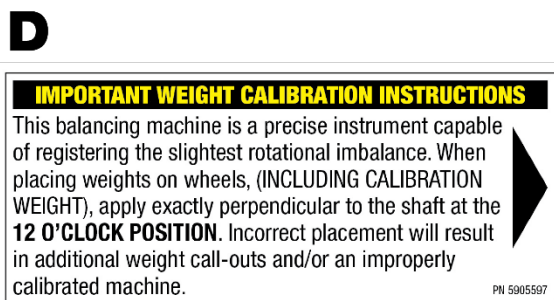 D
IMPORTANT WEIGHT CALIBRATION INSTRUCTIONS
This balancing machine is a precise instrument capable
of registering the slightest rotational imbalance. When
placing weights on wheels, (INCLUDING CALIBRATION
WEIGHT), apply exactly perpendicular to the shaft at the
12 O'CLOCK POSITION. Incorrect placement will result
in additional weight call-outs and/or an improperly
calibrated machine.
PN 5905597